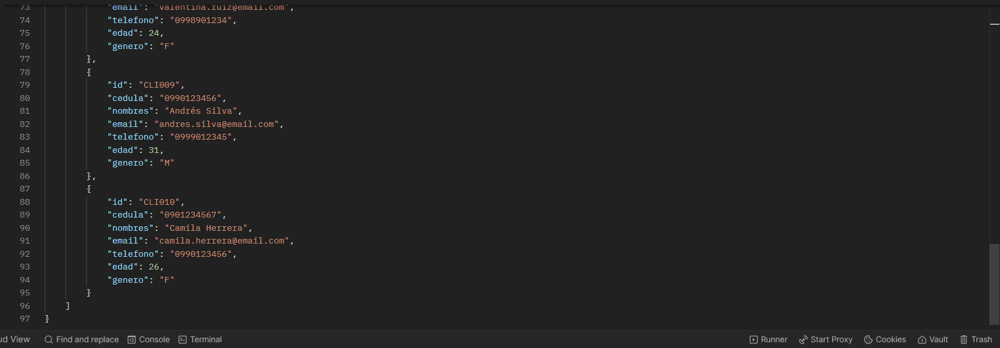 73 "email": "valentina.ruiz@email.com",
74 "telefono": "0998901234",
75 "edad": 24,
76 "genero": "F"
77 },
78 {
79 "id": "CLI009",
80 "cedula": "0990123456",
81 "nombres": "Andrés Silva",
82 "email": "andres.silva@email.com",
83 "telefono": "0999012345",
84 "edad": 31,
85 "genero": "M"
86 },
87 {
88 "id": "CLI010",
89 "cedula": "0901234567",
90 "nombres": "Camila Herrera",
91 "email": "camila.herrera@email.com",
92 "telefono": "0990123456",
93 "edad": 26,
94 "genero": "F"
95 }
96 ]
97 }
ud View Find and replace Console Terminal Runner Start Proxy Cookies Vault Trash